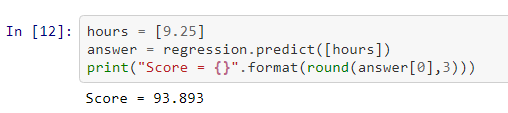 In [12]: hours = [9.25]
answer = regression.predict([hours])
print("Score = {}".format(round(answer[0],3)))
Score = 93.893